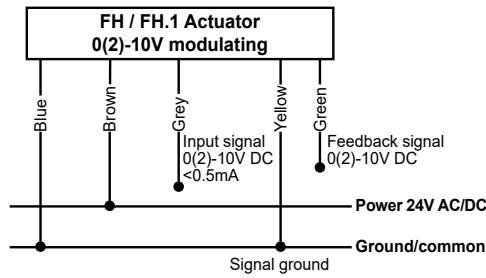 FH / FH.1 Actuator
0(2)-10V modulating
Blue
Brown
Grey
Yellow
Green
Input signal
0(2)-10V DC
<0.5mA
Feedback signal
0(2)-10V DC
Power 24V AC/DC
Ground/common
Signal ground